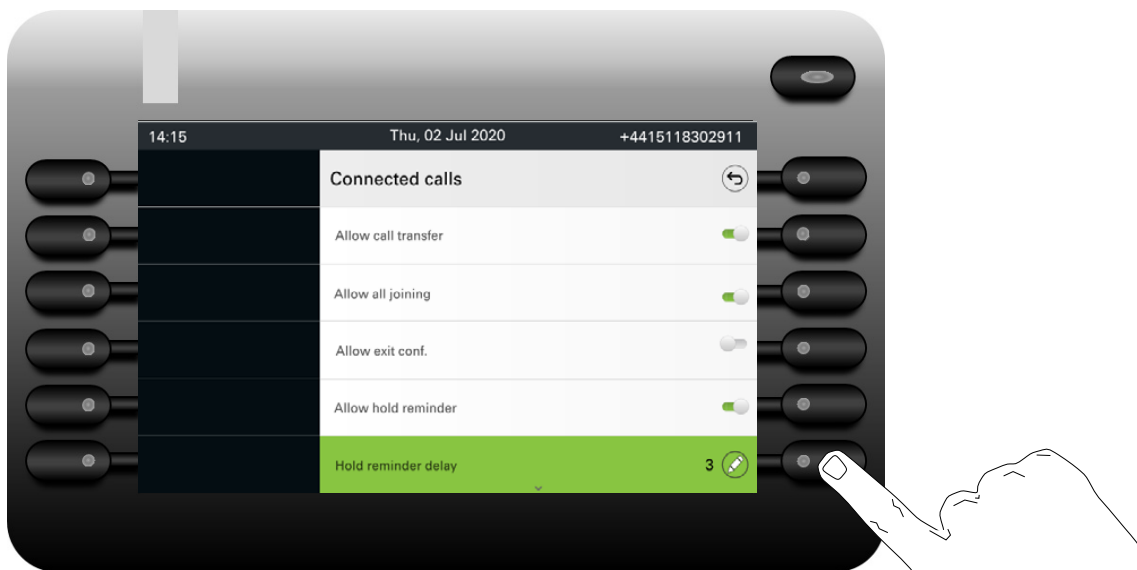 14:15 Thu, 02 Jul 2020 +4415118302911
Connected calls
Allow call transfer
Allow all joining
Allow exit conf.
Allow hold reminder
Hold reminder delay 3